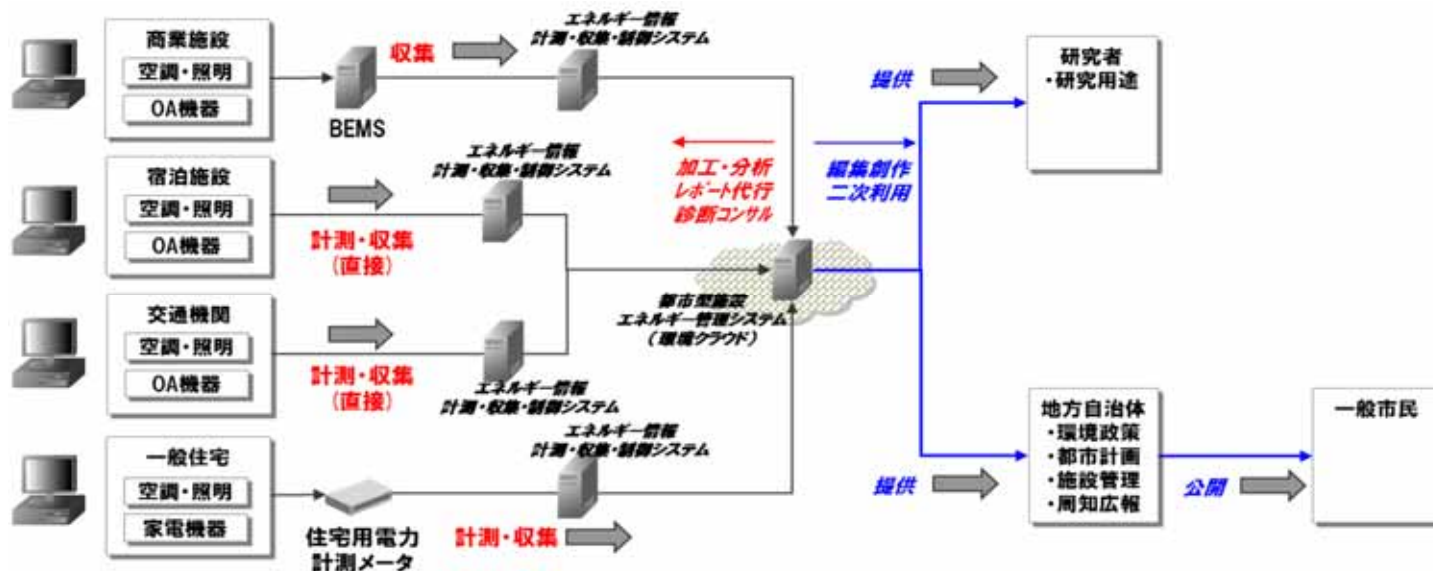 商業施設
空調・照明
OA機器
BEMS
収集
エネルギー情報
計測・収集・制御システム
宿泊施設
空調・照明
OA機器
計測・収集
(直接)
エネルギー情報
計測・収集・制御システム
交通機関
空調・照明
OA機器
計測・収集
(直接)
エネルギー情報
計測・収集・制御システム
一般住宅
空調・照明
家電機器
住宅用電力
計測メータ
計測・収集
エネルギー情報
計測・収集・制御システム
加工・分析
レポート代行
診断コンサル
編集創作
二次利用
都市型施設
エネルギー管理システム
(環境クラウド)
提供
研究者
・研究用途
提供
地方自治体
・環境政策
・都市計画
・施設管理
・周知広報
公開
一般市民